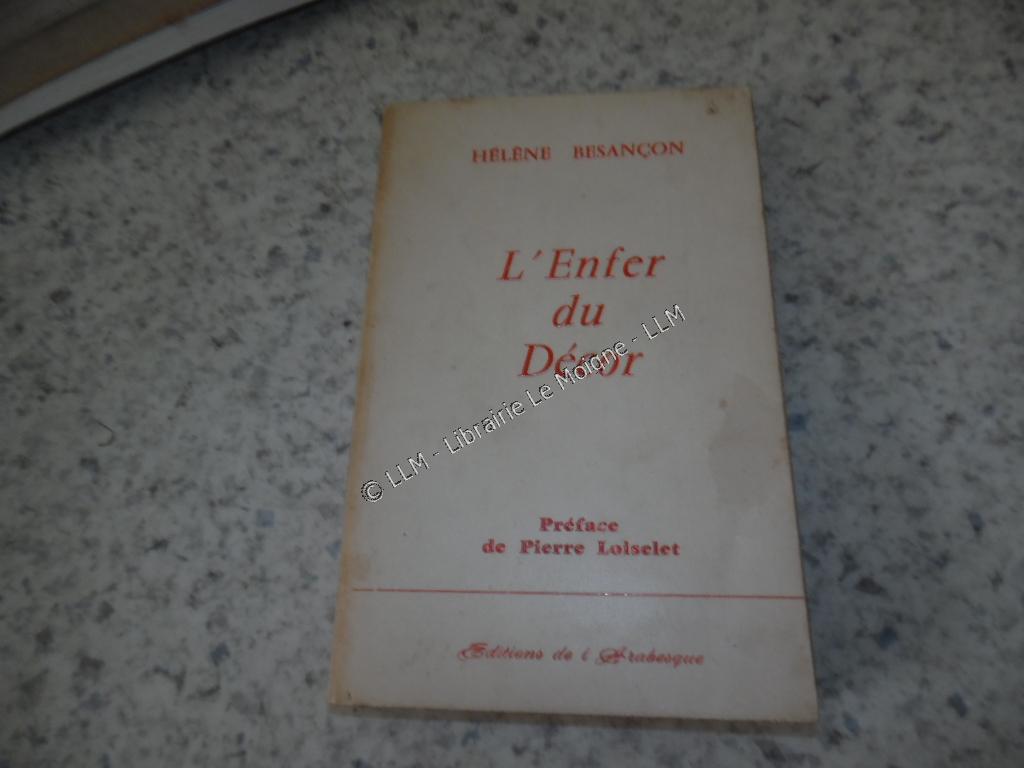 HÉLÈNE BESANÇON
L'Enfer
du
Décor
© LLM - Librairie Le Moigne - LLM
Préface
de Pierre Loiselet
Editions de l'Arabesque